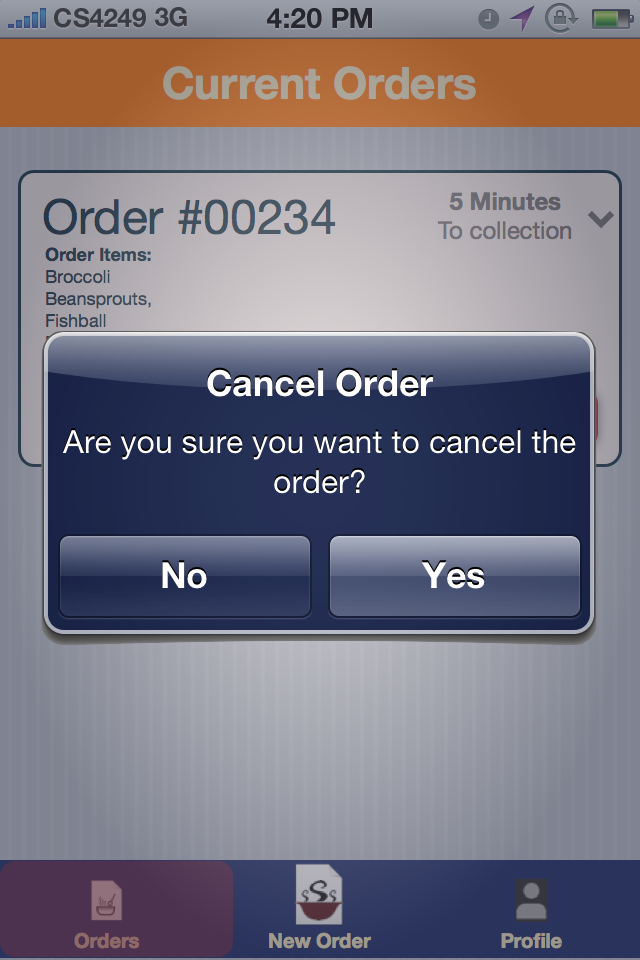 CS4249 3G 4:20 PM
Current Orders
Order #00234
5 Minutes
To collection
Order Items:
Broccoli
Beansprouts,
Fishball
Cancel Order
Are you sure you want to cancel the
order?
No Yes
Orders New Order Profile